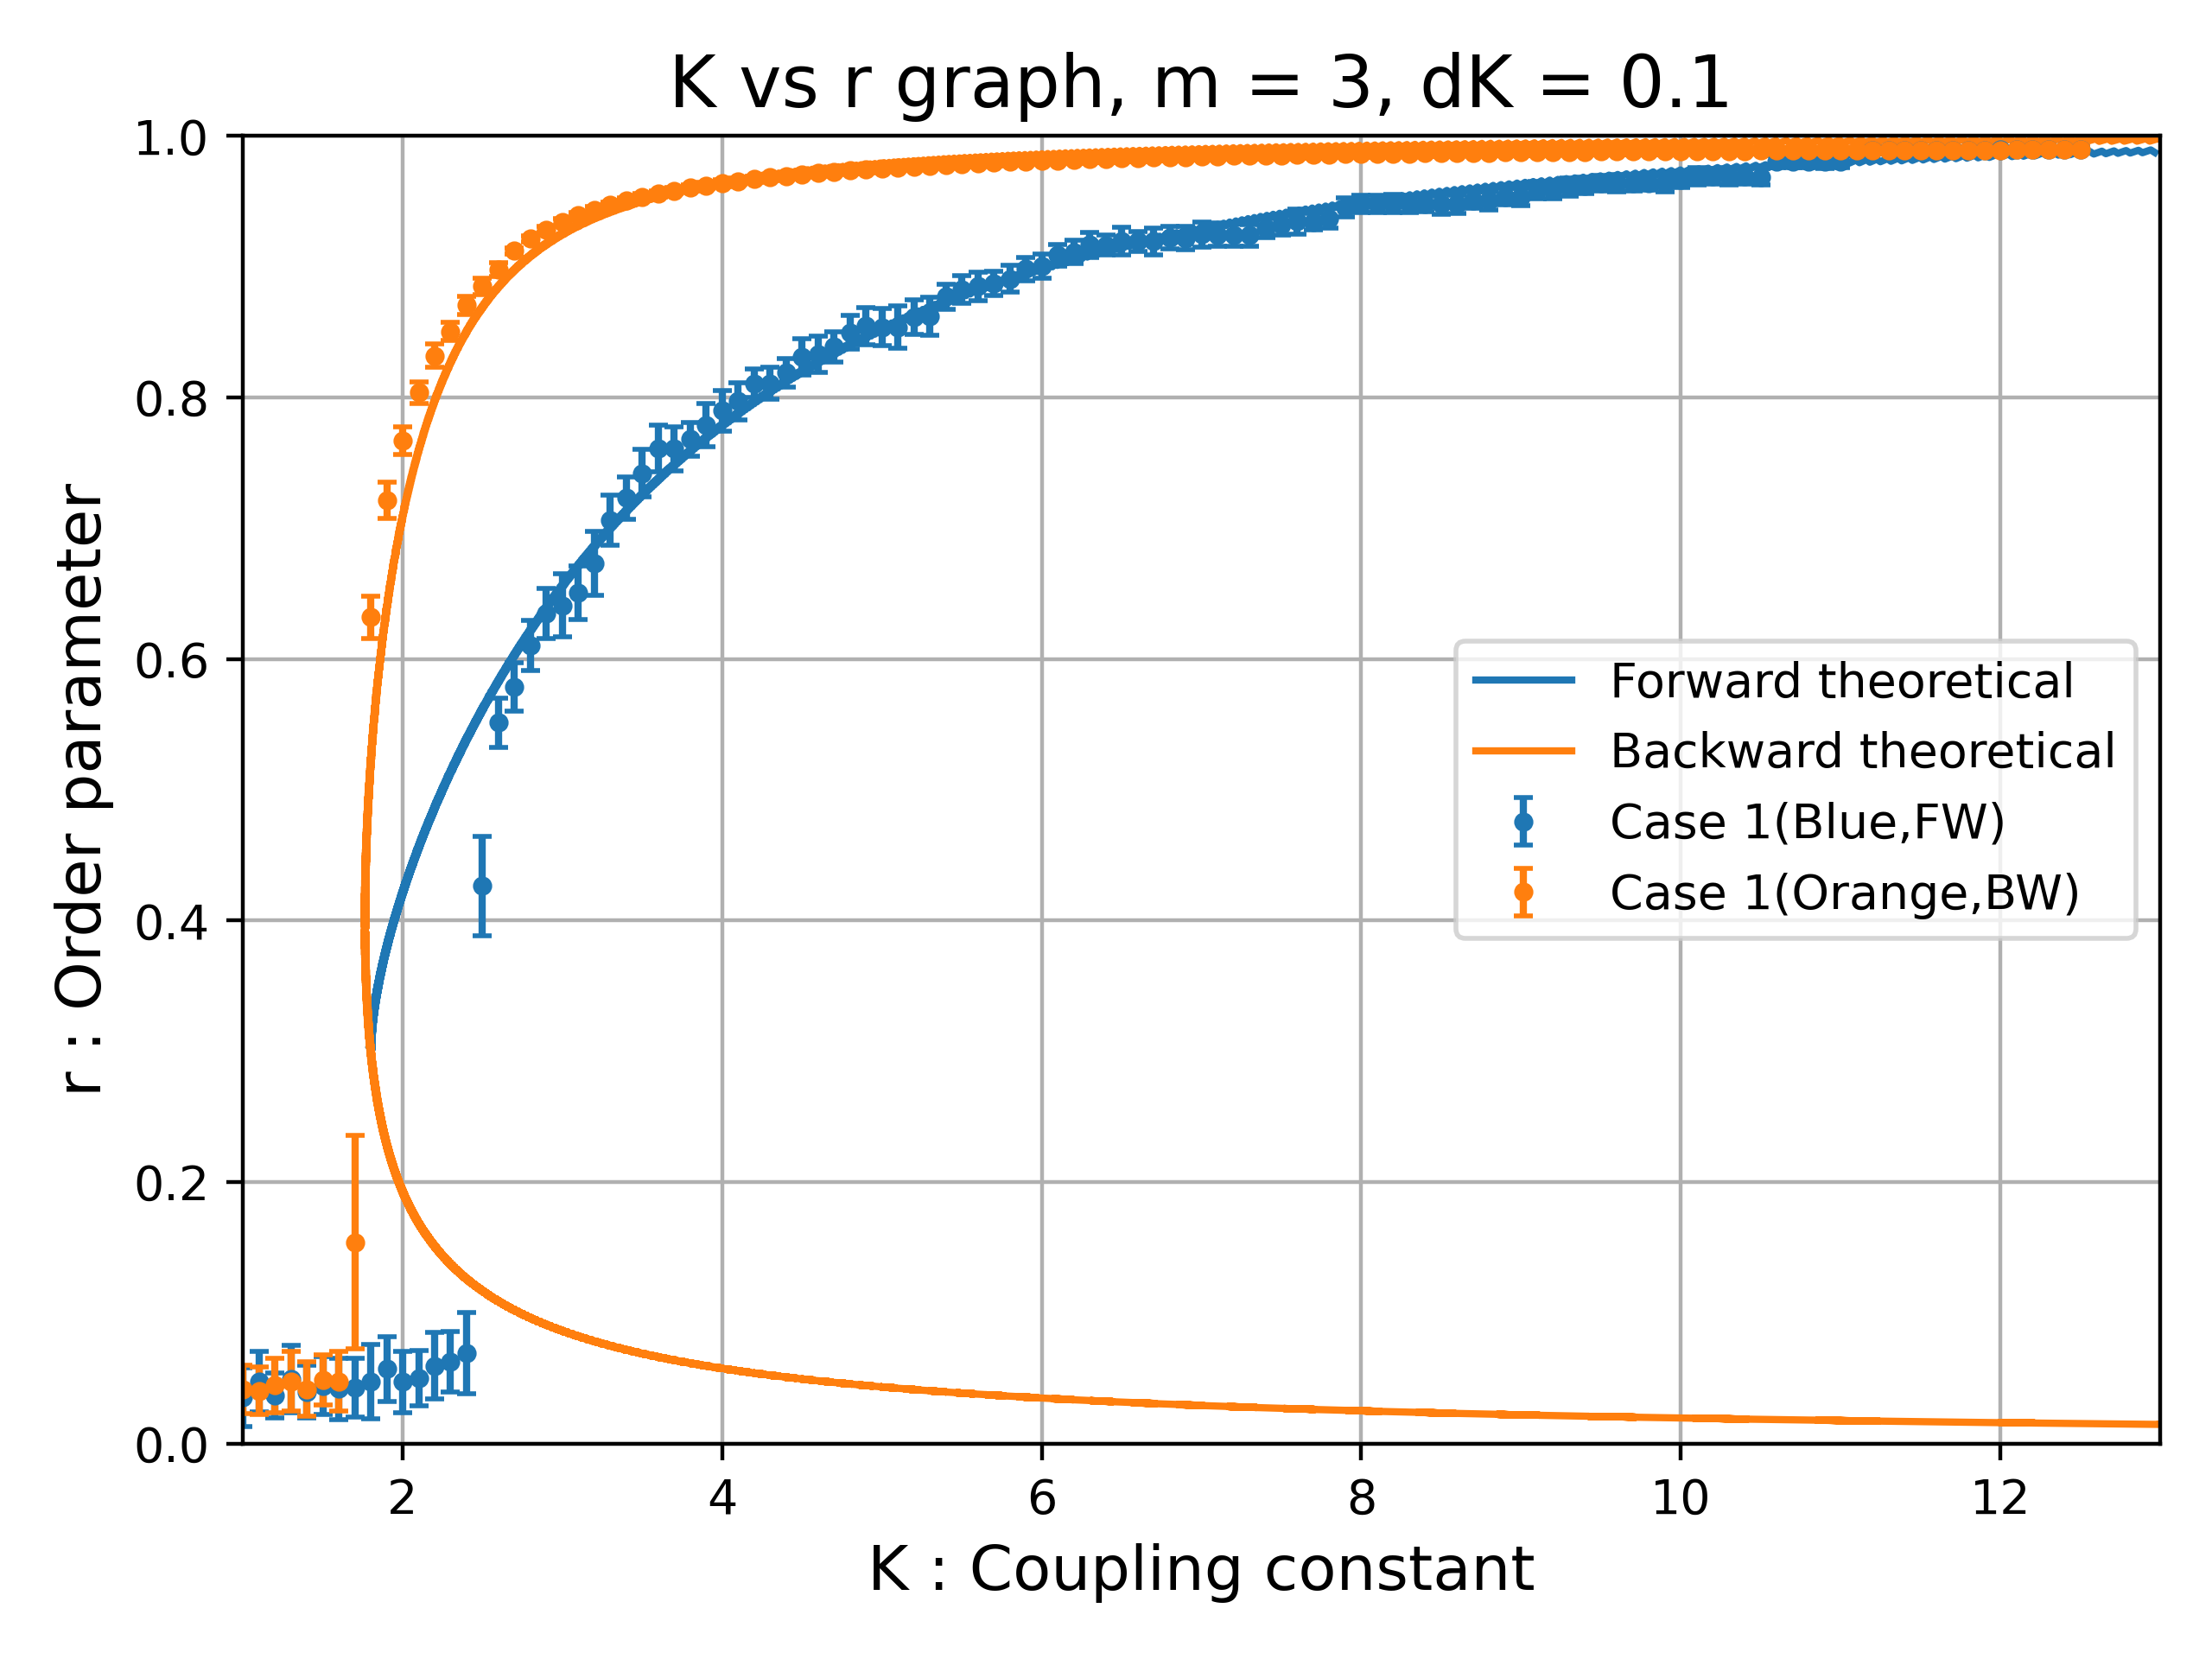 K vs r graph, m = 3, dK = 0.1
r : Order parameter
1.0
0.8
0.6
0.4
0.2
0.0
Forward theoretical
Backward theoretical
Case 1(Blue,FW)
Case 1(Orange,BW)
2 4 6 8 10 12
K : Coupling constant